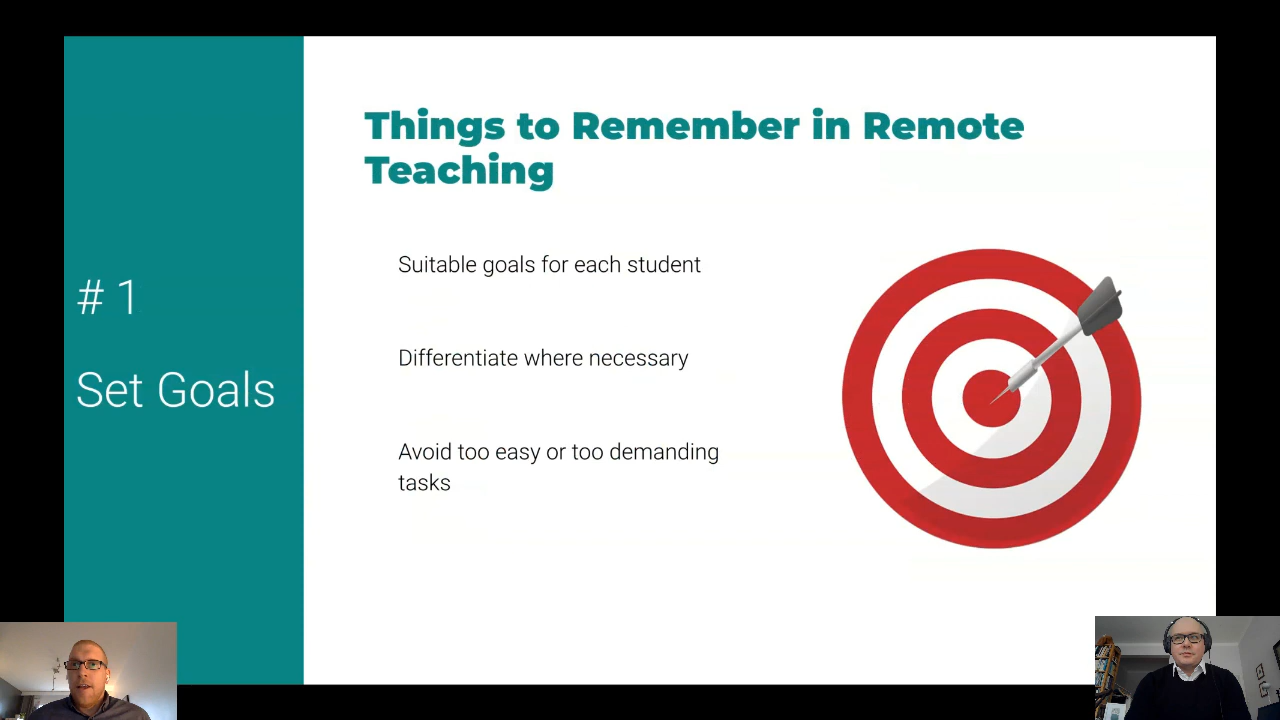 # 1
Set Goals
Things to Remember in Remote
Teaching
Suitable goals for each student
Differentiate where necessary
Avoid too easy or too demanding
tasks